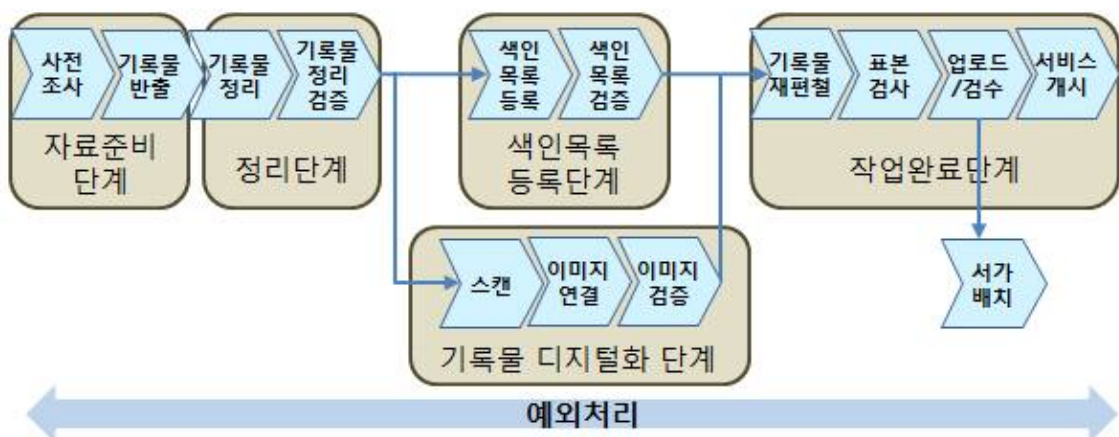 사전
조사
기록물
반출
기록물
정리
기록물
정리
검증
자료준비
단계
정리단계
색인
목록
등록
색인
목록
검증
색인목록
등록단계
기록물
재편철
표본
검사
업로드
/검수
서비스
개시
작업완료단계
스캔
이미지
연결
이미지
검증
기록물 디지털화 단계
서가
배치
예외처리